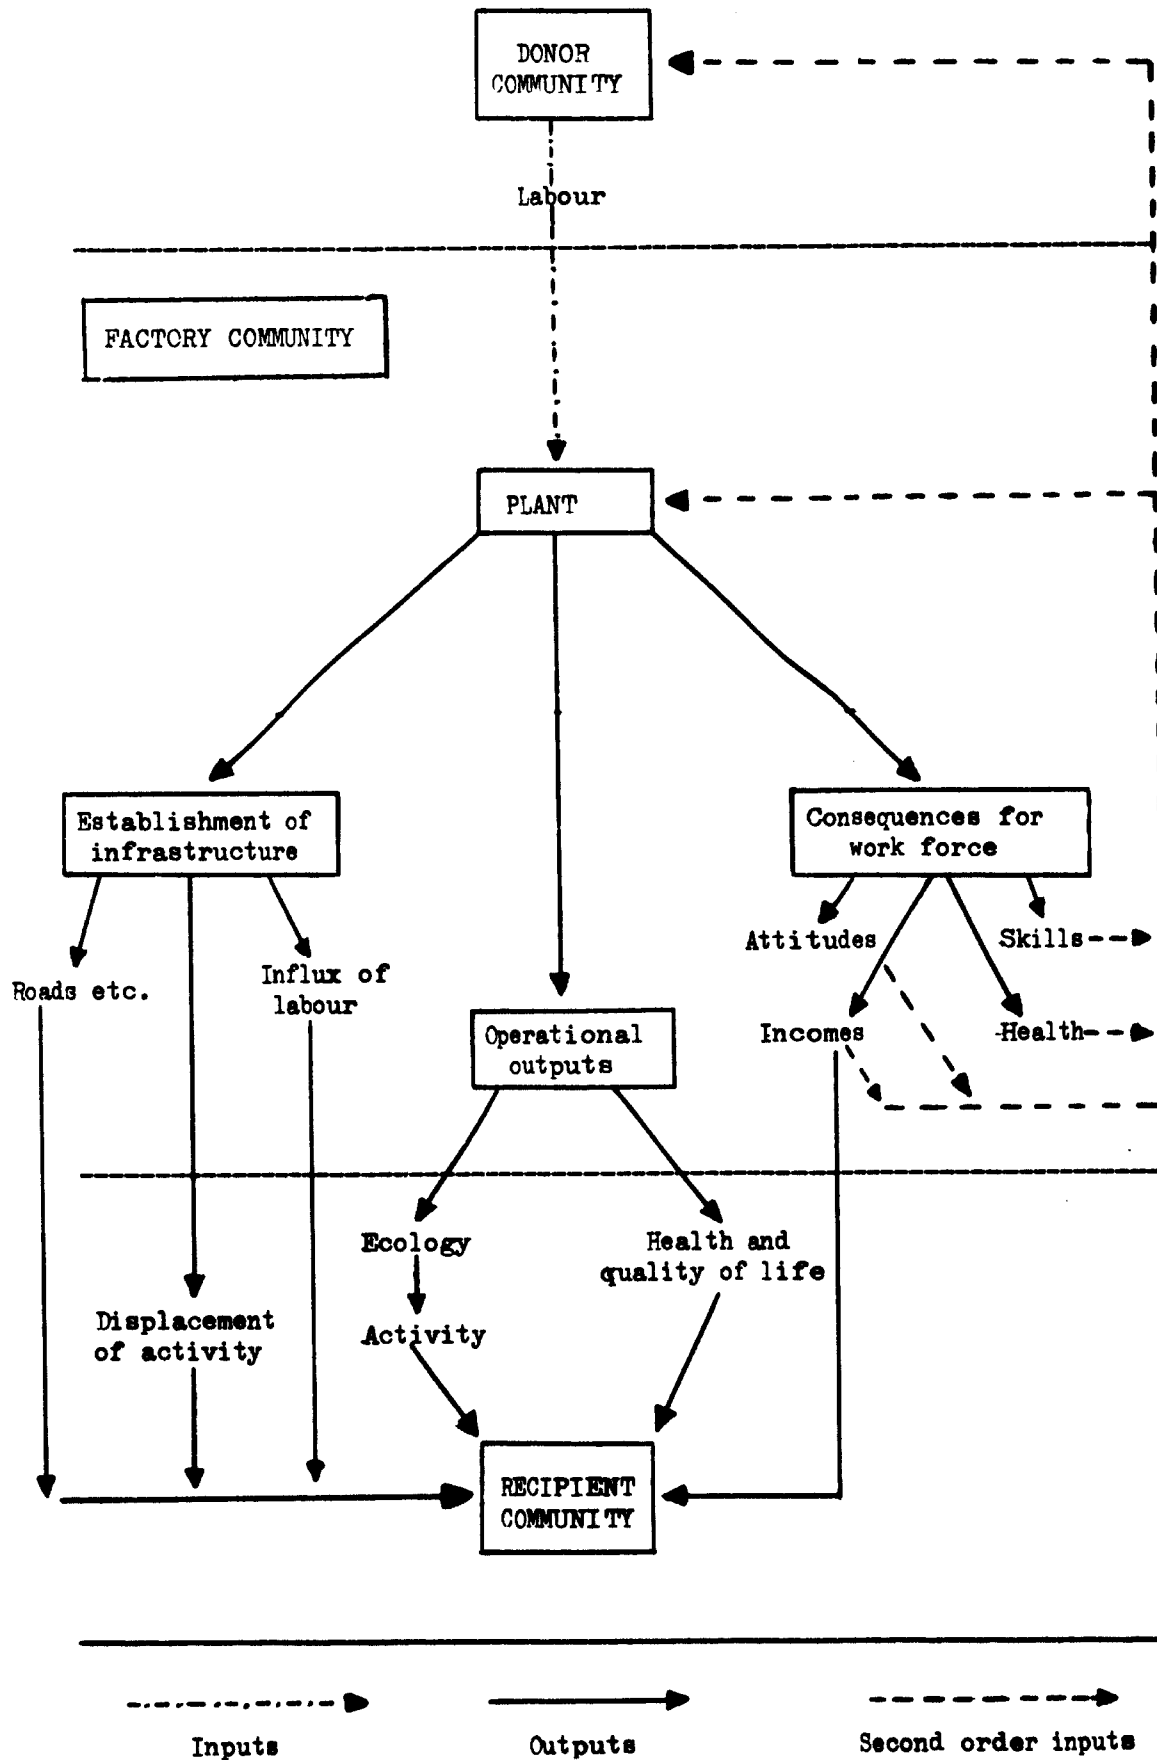 DONOR
COMMUNITY
Labour
FACTORY COMMUNITY
PLANT
Establishment of
infrastructure
Consequences for
work force
Attitudes
Skills
Roads etc.
Influx of
labour
Incomes
Health
Operational
outputs
Ecology
Health and
quality of life
Displacement
of activity
Activity
RECIPIENT
COMMUNITY
Inputs
Outputs
Second order inputs